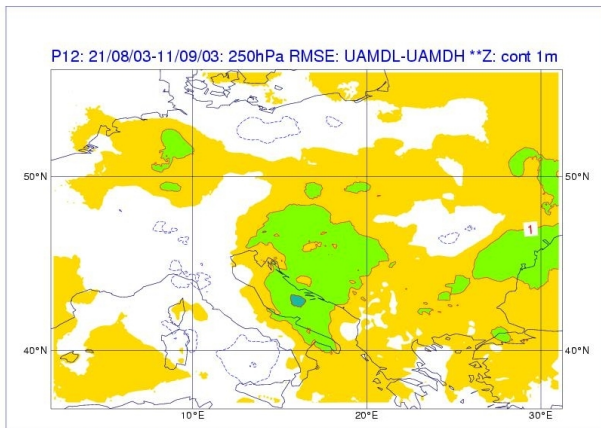 P12: 21/08/03-11/09/03: 250hPa RMSE: UAMDL-UAMDH **Z: cont 1m
50°N 50°N
1
40°N 40°N
10°E 20°E 30°E